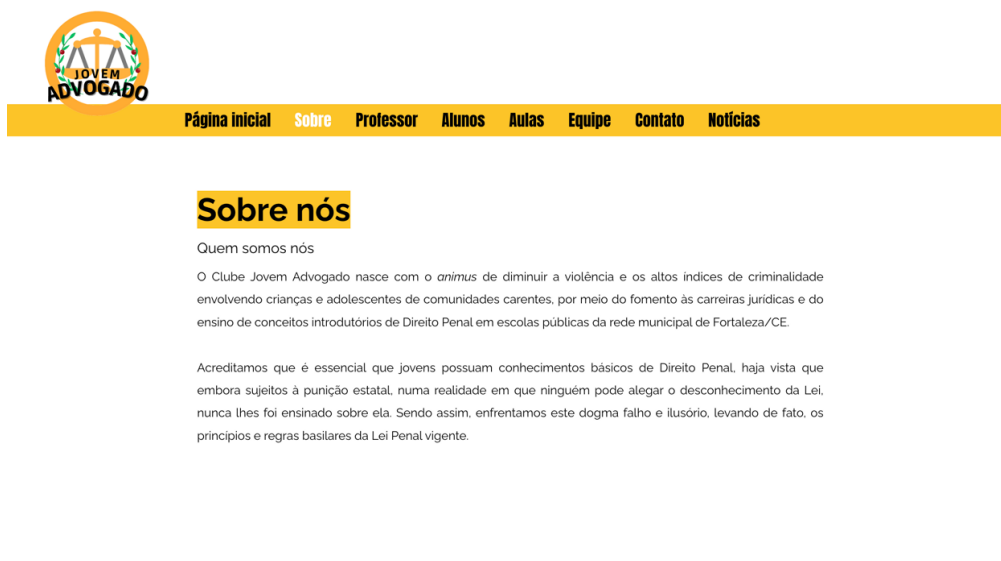 JOVEM
ADVOGADO
Página inicial Sobre Professor Alunos Aulas Equipe Contato Notícias
Sobre nós
Quem somos nós
O Clube Jovem Advogado nasce com o animus de diminuir a violência e os altos índices de criminalidade
envolvendo crianças e adolescentes de comunidades carentes, por meio do fomento às carreiras jurídicas e do
ensino de conceitos introdutórios de Direito Penal em escolas públicas da rede municipal de Fortaleza/CE.
Acreditamos que é essencial que jovens possuam conhecimentos básicos de Direito Penal, haja vista que
embora sujeitos à punição estatal, numa realidade em que ninguém pode alegar o desconhecimento da Lei,
nunca lhes foi ensinado sobre ela. Sendo assim, enfrentamos este dogma falho e ilusório, levando de fato, os
princípios e regras basilares da Lei Penal vigente.